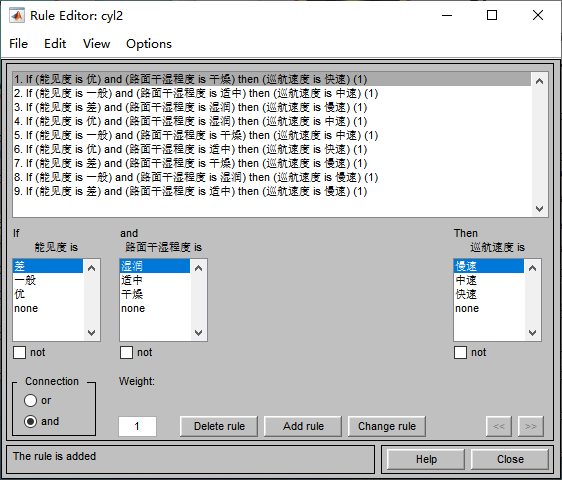 Rule Editor: cyl2
File Edit View Options
1. If (能见度 is 优) and (路面干湿程度 is 干燥) then (巡航速度 is 快速) (1)
2. If (能见度 is 一般) and (路面干湿程度 is 适中) then (巡航速度 is 中速) (1)
3. If (能见度 is 差) and (路面干湿程度 is 湿润) then (巡航速度 is 慢速) (1)
4. If (能见度 is 优) and (路面干湿程度 is 湿润) then (巡航速度 is 中速) (1)
5. If (能见度 is 一般) and (路面干湿程度 is 干燥) then (巡航速度 is 中速) (1)
6. If (能见度 is 优) and (路面干湿程度 is 适中) then (巡航速度 is 快速) (1)
7. If (能见度 is 差) and (路面干湿程度 is 干燥) then (巡航速度 is 慢速) (1)
8. If (能见度 is 一般) and (路面干湿程度 is 湿润) then (巡航速度 is 慢速) (1)
9. If (能见度 is 差) and (路面干湿程度 is 适中) then (巡航速度 is 慢速) (1)
If and Then
能见度 is 路面干湿程度 is 巡航速度 is
差 湿润 慢速
一般 适中 中速
优 干燥 快速
none none none
not not not
Connection Weight:
or
and 1 Delete rule Add rule Change rule << >>
The rule is added Help Close